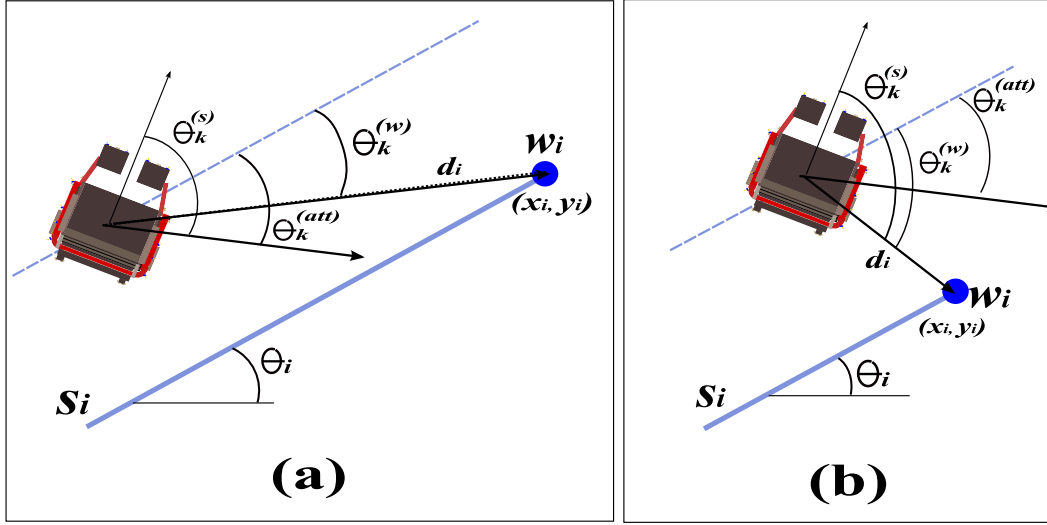 Θk(s)
Θk(w)
wi
di
(xi, yi)
Θk(att)
Θi
Si
(a)
Θk(s)
Θk(att)
Θk(w)
di
wi
(xi, yi)
Θi
Si
(b)